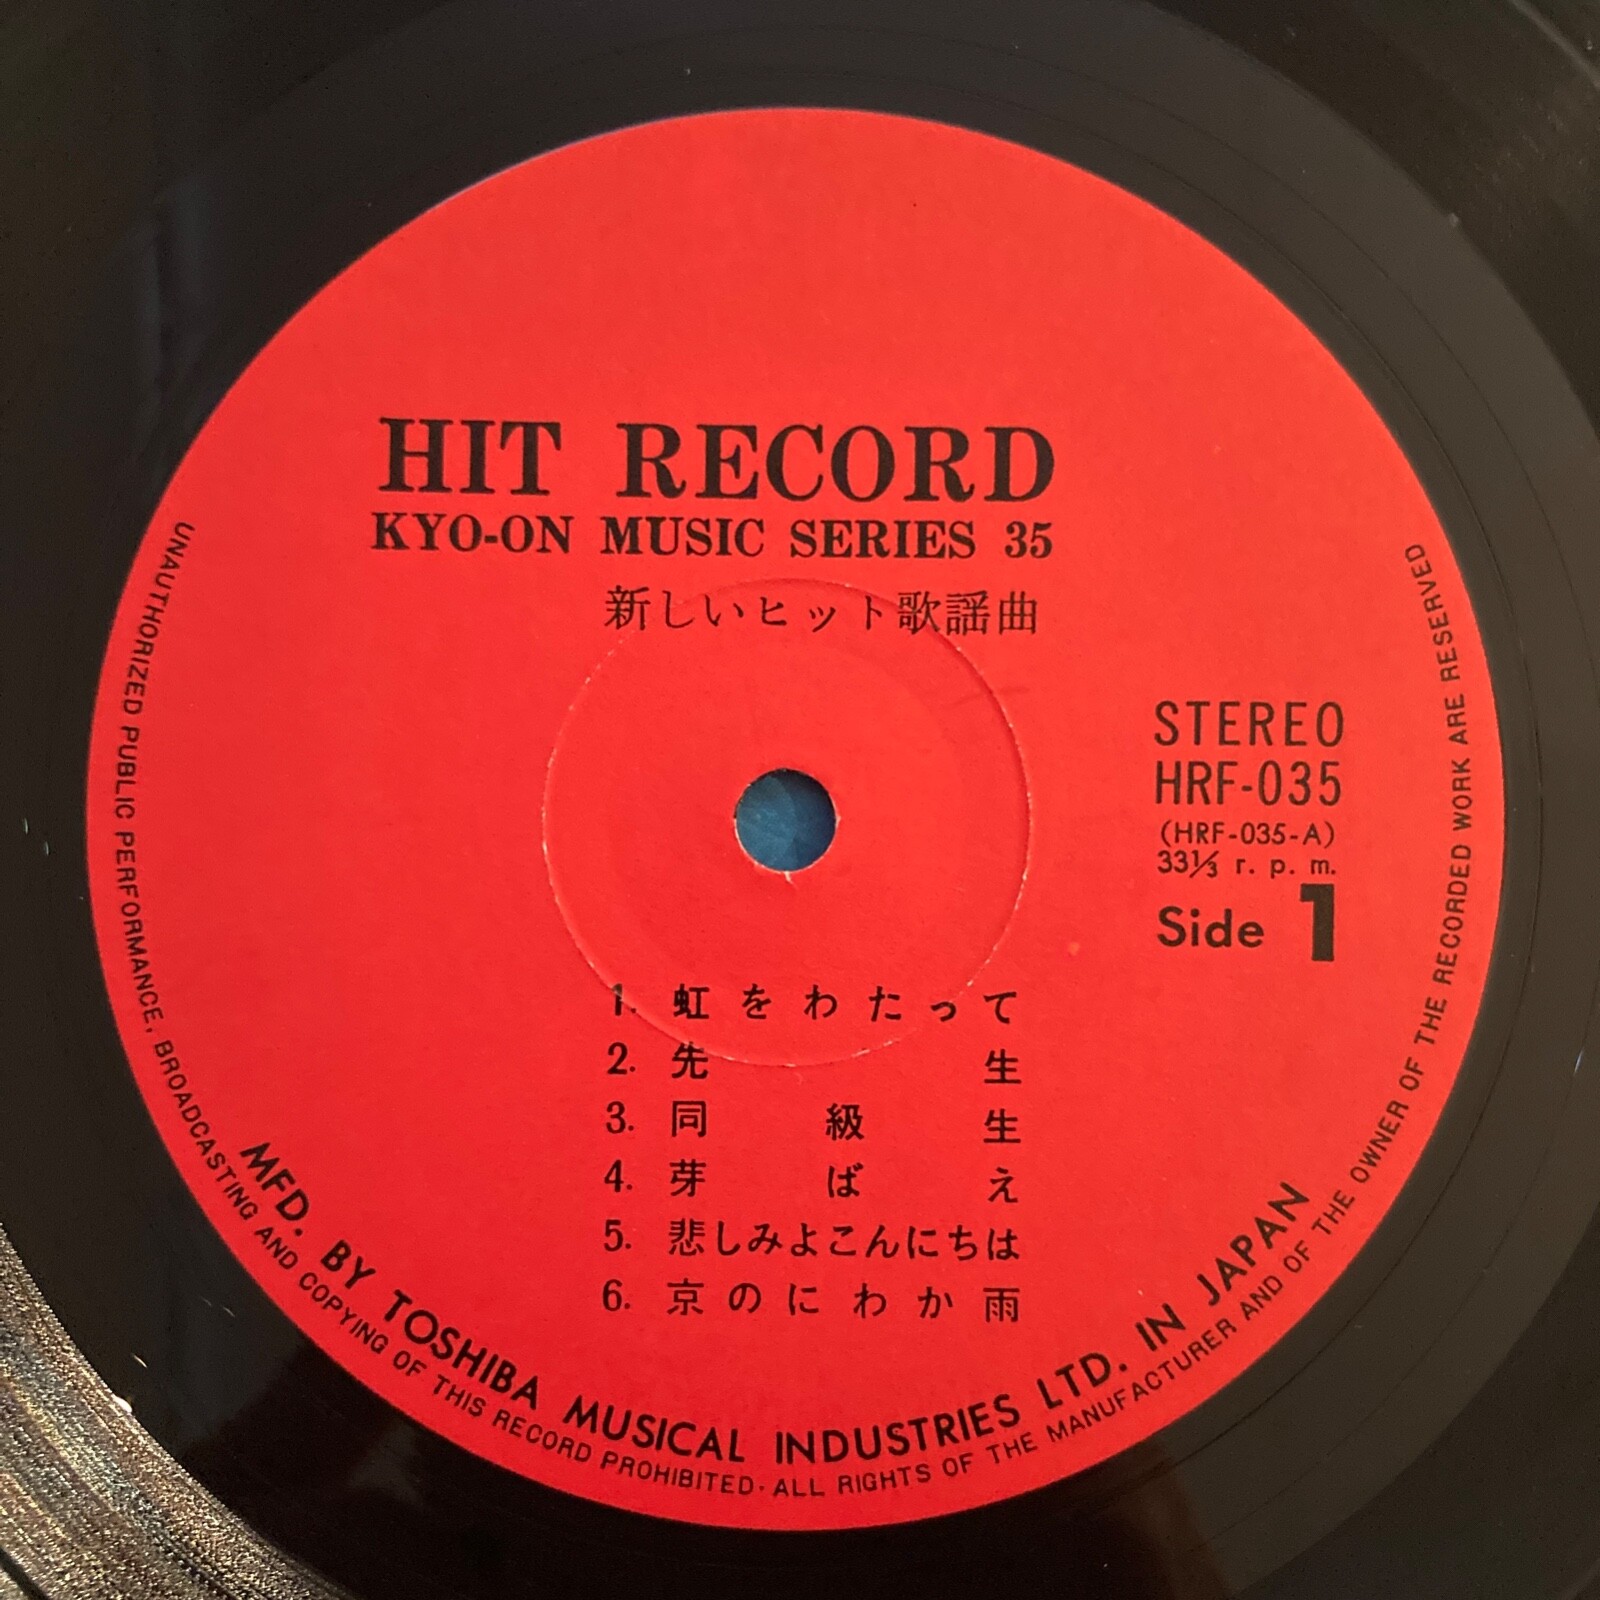 HIT RECORD
KYO-ON MUSIC SERIES 35
新しいヒット歌謡曲
STEREO
HRF-035
(HRF-035-A)
33⅓ r. p. m.
Side 1
1. 虹をわたって
2. 先生
3. 同級生
4. 芽ばえ
5. 悲しみよこんにちは
6. 京のにわか雨
MFD. BY TOSHIBA MUSICAL INDUSTRIES LTD. IN JAPAN
UNAUTHORIZED PUBLIC PERFORMANCE, BROADCASTING AND COPYING OF THIS RECORD PROHIBITED. ALL RIGHTS OF THE MANUFACTURER AND OF THE OWNER OF THE RECORDED WORK ARE RESERVED